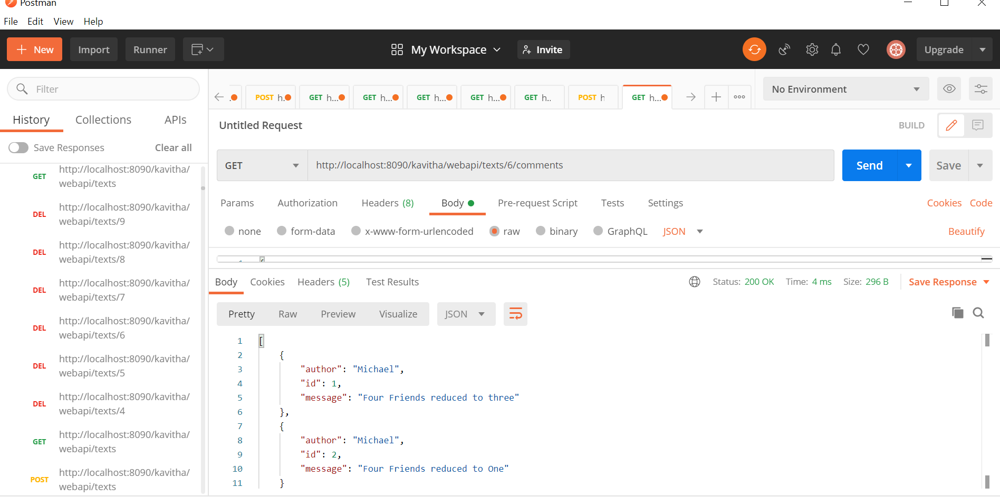 Postman
File Edit View Help
New Import Runner My Workspace Invite Upgrade
Filter
History Collections APIs
Save Responses Clear all
GET http://localhost:8090/kavitha/
webapi/texts
DEL http://localhost:8090/kavitha/
webapi/texts/9
DEL http://localhost:8090/kavitha/
webapi/texts/8
DEL http://localhost:8090/kavitha/
webapi/texts/7
DEL http://localhost:8090/kavitha/
webapi/texts/6
DEL http://localhost:8090/kavitha/
webapi/texts/5
DEL http://localhost:8090/kavitha/
webapi/texts/4
GET http://localhost:8090/kavitha/
webapi/texts
POST http://localhost:8090/kavitha/
webapi/texts
POST h... GET h... GET h... GET h... GET h... GET h.. POST h GET h...
No Environment
Untitled Request BUILD
GET http://localhost:8090/kavitha/webapi/texts/6/comments Send Save
Params Authorization Headers (8) Body Pre-request Script Tests Settings Cookies Code
none form-data x-www-form-urlencoded raw binary GraphQL JSON Beautify
Body Cookies Headers (5) Test Results Status: 200 OK Time: 4 ms Size: 296 B Save Response
Pretty Raw Preview Visualize JSON
1 [
2 {
3 "author": "Michael",
4 "id": 1,
5 "message": "Four Friends reduced to three"
6 },
7 {
8 "author": "Michael",
9 "id": 2,
10 "message": "Four Friends reduced to One"
11 }